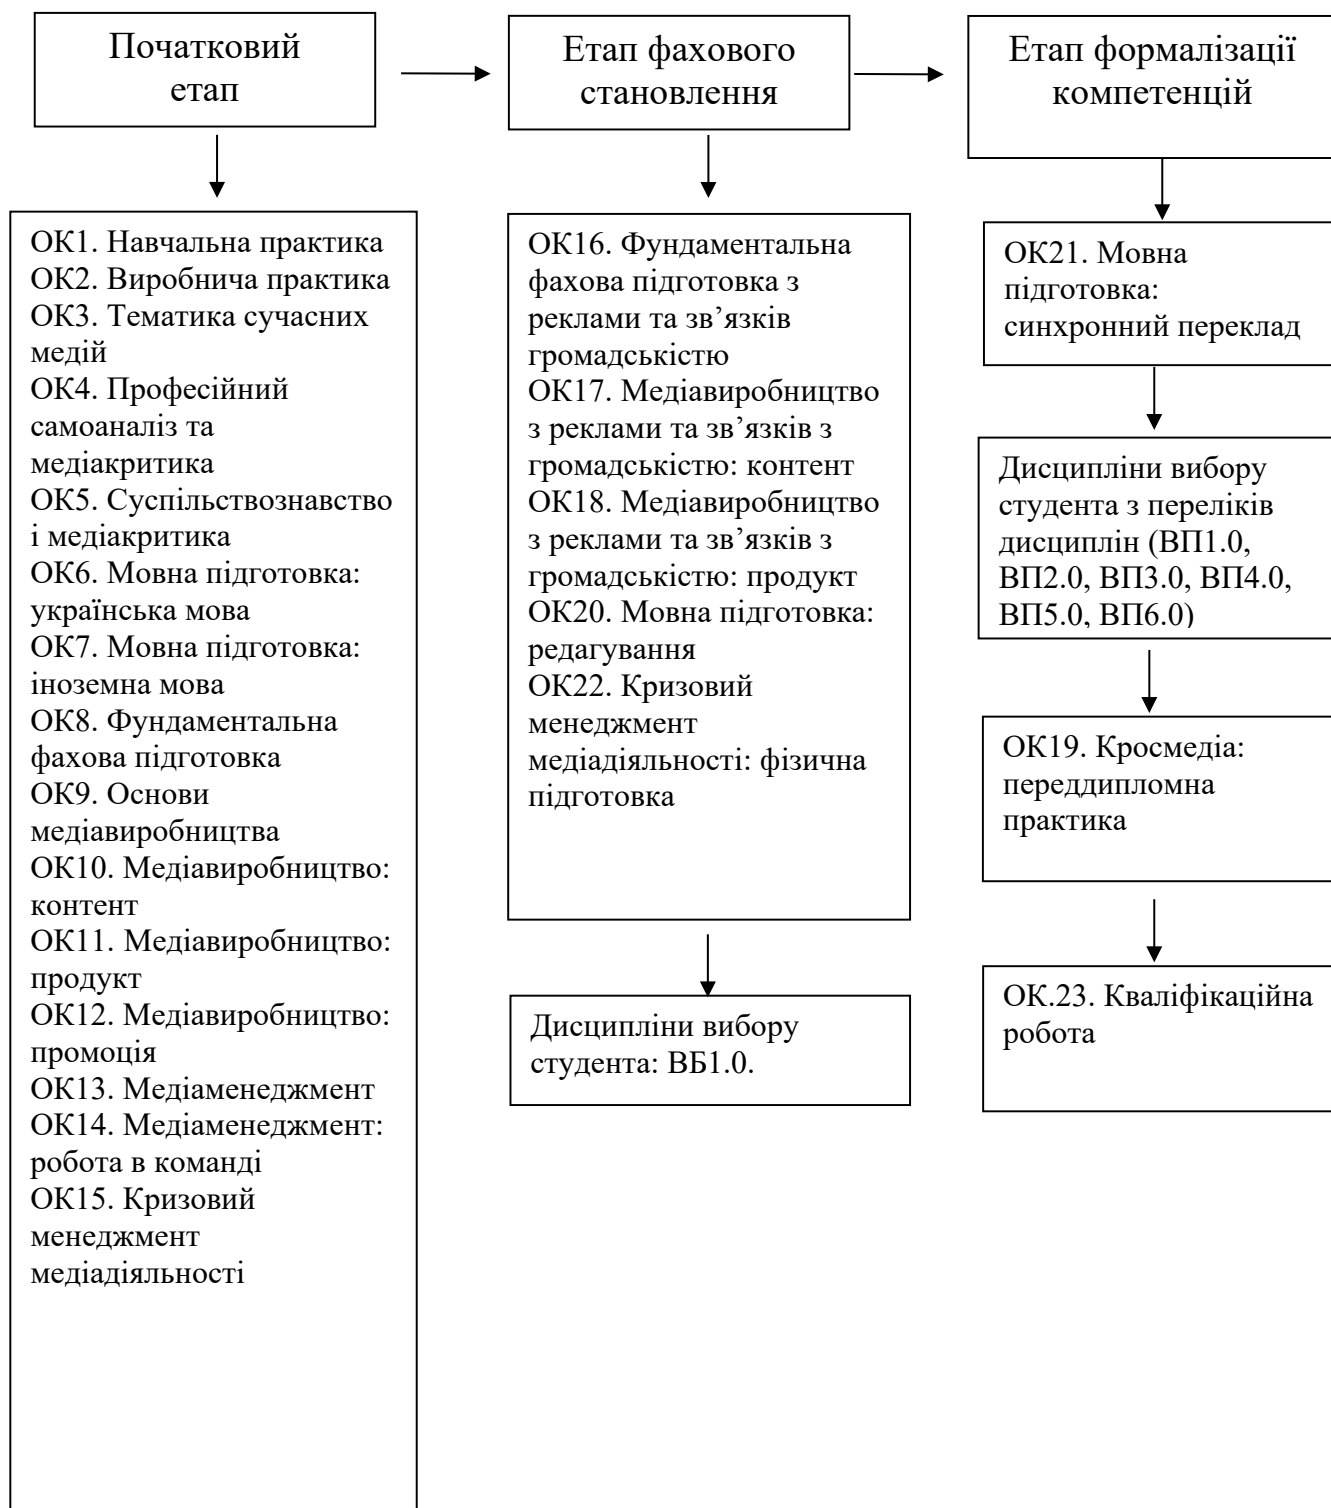 Початковий
етап
Етап фахового
становлення
Етап формалізації
компетенцій
ОК1. Навчальна практика
ОК2. Виробнича практика
ОК3. Тематика сучасних
медій
ОК4. Професійний
самоаналіз та
медіакритика
ОК5. Суспільствознавство
і медіакритика
ОК6. Мовна підготовка:
українська мова
ОК7. Мовна підготовка:
іноземна мова
ОК8. Фундаментальна
фахова підготовка
ОК9. Основи
медіавиробництва
ОК10. Медіавиробництво:
контент
ОК11. Медіавиробництво:
продукт
ОК12. Медіавиробництво:
промоція
ОК13. Медіаменеджмент
ОК14. Медіаменеджмент:
робота в команді
ОК15. Кризовий
менеджмент
медіадіяльності
ОК16. Фундаментальна
фахова підготовка з
реклами та зв’язків
громадськістю
ОК17. Медіавиробництво
з реклами та зв’язків з
громадськістю: контент
ОК18. Медіавиробництво
з реклами та зв’язків з
громадськістю: продукт
ОК20. Мовна підготовка:
редагування
ОК22. Кризовий
менеджмент
медіадіяльності: фізична
підготовка
Дисципліни вибору
студента: ВБ1.0.
ОК21. Мовна
підготовка:
синхронний переклад
Дисципліни вибору
студента з переліків
дисциплін (ВП1.0,
ВП2.0, ВП3.0, ВП4.0,
ВП5.0, ВП6.0)
ОК19. Кросмедіа:
переддипломна
практика
ОК.23. Кваліфікаційна
робота